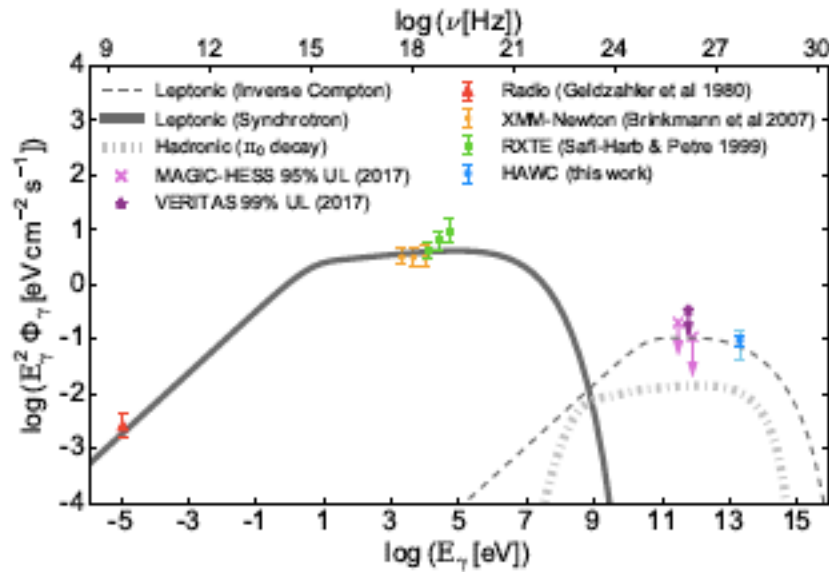 log (ν[Hz])
9 12 15 18 21 23 26 27 30
Leptonic (Inverse Compton)
Leptonic (Synchrotron)
Hadronic (π₀ decay)
MAGIC-HESS 95% UL (2017)
VERITAS 99% UL (2017)
Radio (Geldzahler et al 1980)
XMM-Newton (Brinkmann et al 2007)
RXTE (Safi-Harb & Petre 1999)
HAWC (this work)
log (E²ᵧ Φᵧ [eV cm⁻² s⁻¹])
4
3
2
1
0
-1
-2
-3
-4
-5 -3 -1 1 3 5 7 9 11 13 15
log (Eᵧ [eV])